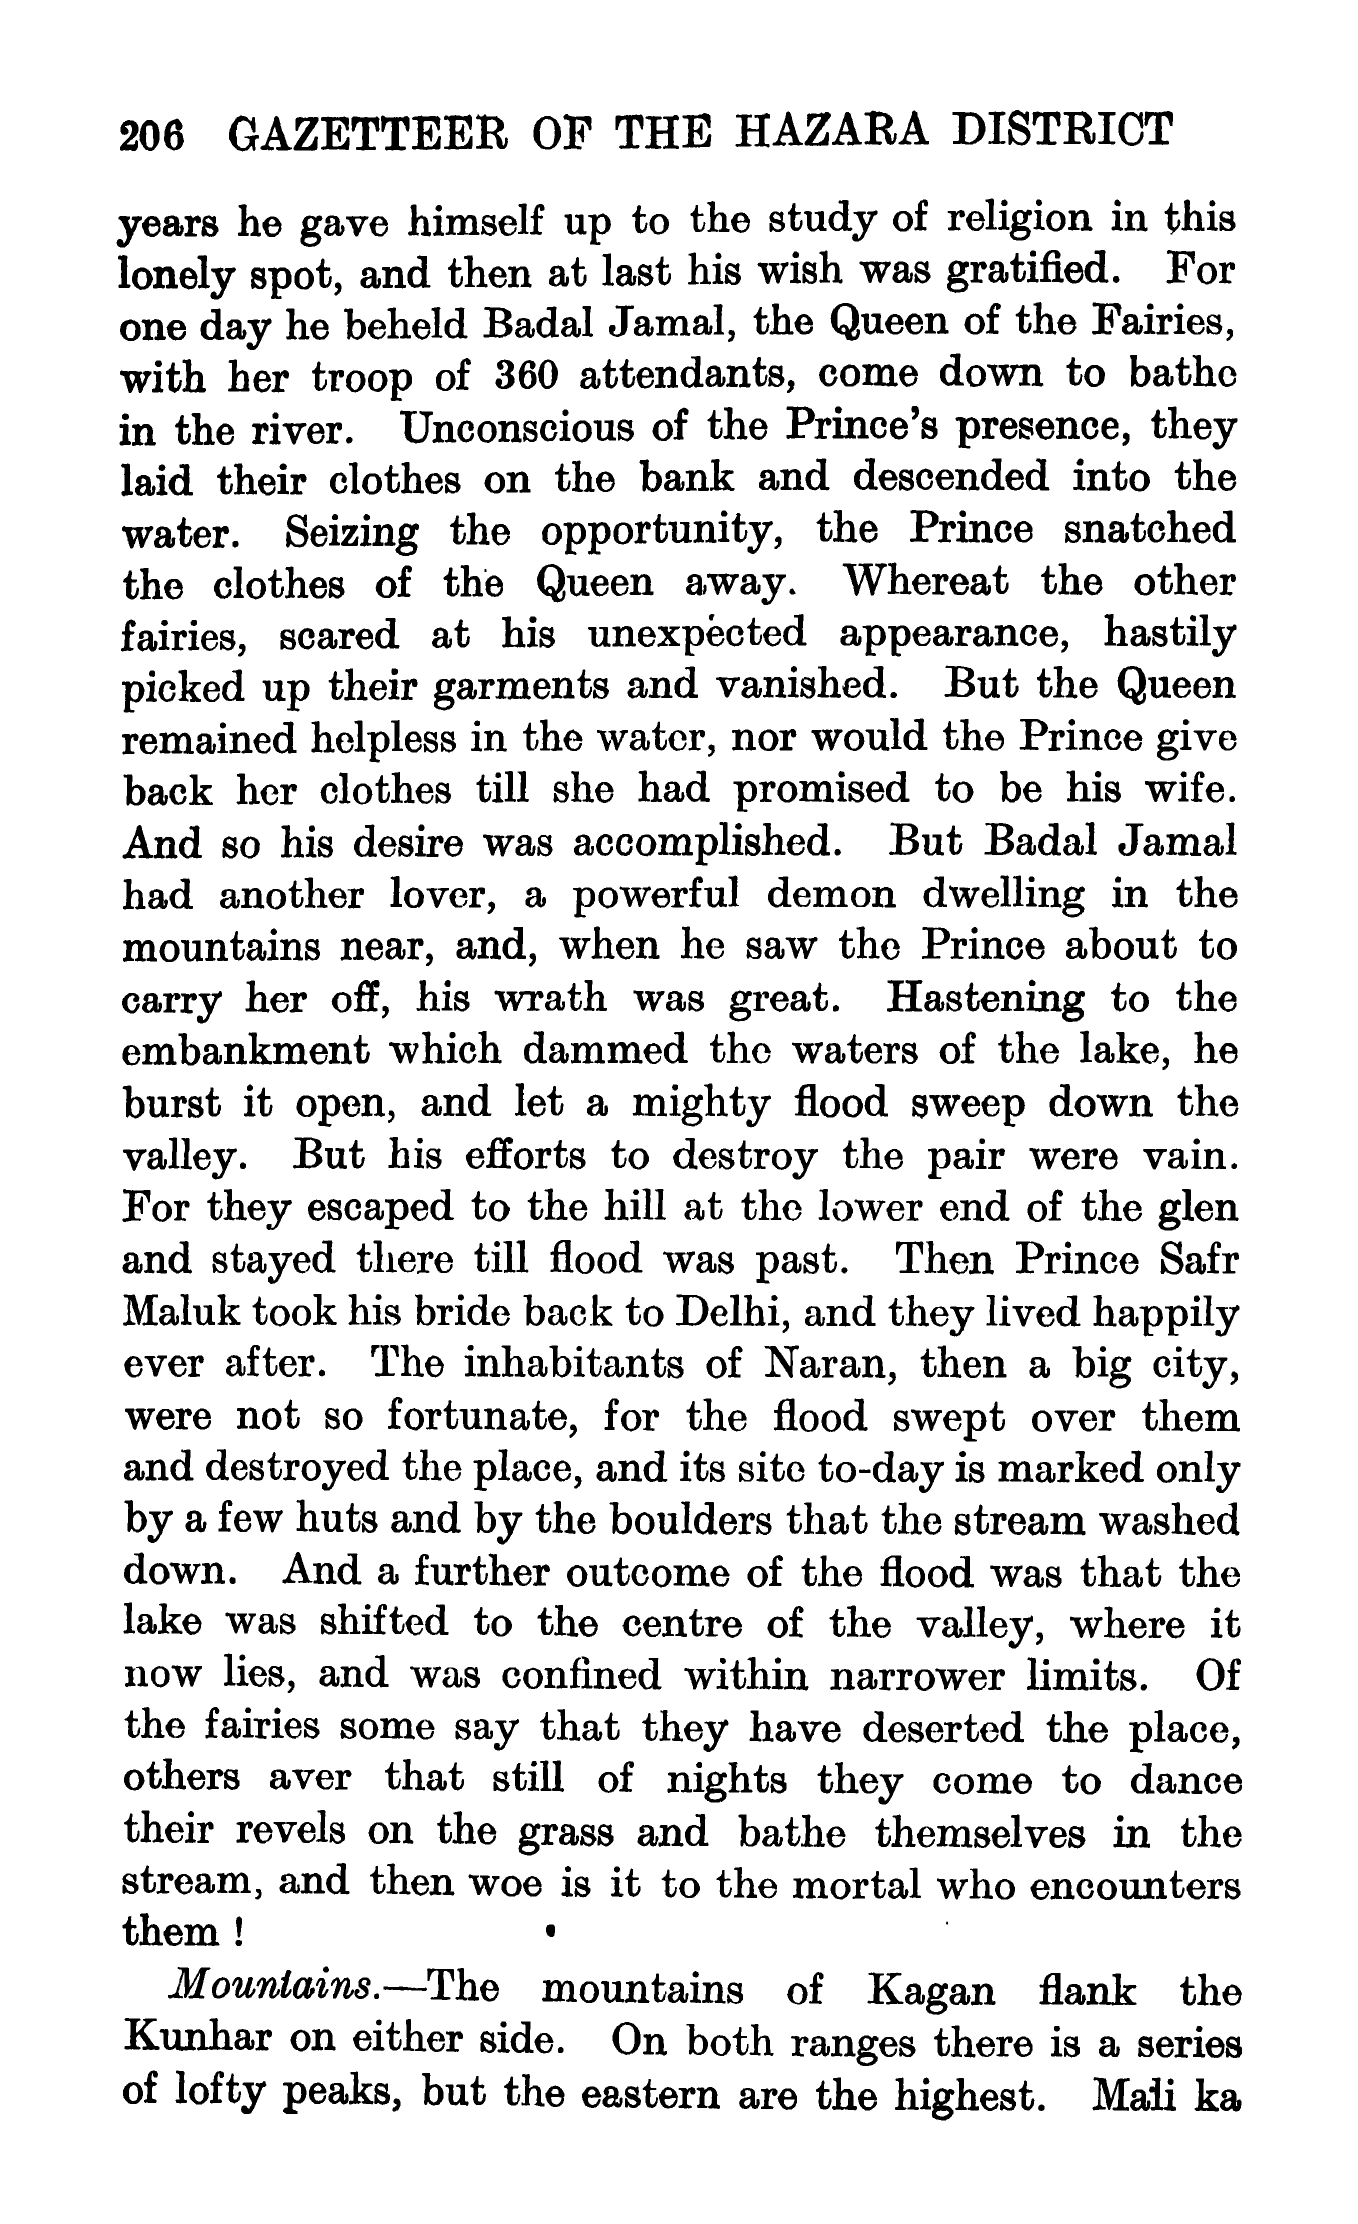 206 GAZETTEER OF THE HAZARA DISTRICT
years he gave himself up to the study of religion in this
lonely spot, and then at last his wish was gratified. For
one day he beheld Badal Jamal, the Queen of the Fairies,
with her troop of 360 attendants, come down to bathe
in the river. Unconscious of the Prince's presence, they
laid their clothes on the bank and descended into the
water. Seizing the opportunity, the Prince snatched
the clothes of the Queen away. Whereat the other
fairies, scared at his unexpected appearance, hastily
picked up their garments and vanished. But the Queen
remained helpless in the water, nor would the Prince give
back her clothes till she had promised to be his wife.
And so his desire was accomplished. But Badal Jamal
had another lover, a powerful demon dwelling in the
mountains near, and, when he saw the Prince about to
carry her off, his wrath was great. Hastening to the
embankment which dammed the waters of the lake, he
burst it open, and let a mighty flood sweep down the
valley. But his efforts to destroy the pair were vain.
For they escaped to the hill at the lower end of the glen
and stayed there till flood was past. Then Prince Safr
Maluk took his bride back to Delhi, and they lived happily
ever after. The inhabitants of Naran, then a big city,
were not so fortunate, for the flood swept over them
and destroyed the place, and its site to-day is marked only
by a few huts and by the boulders that the stream washed
down. And a further outcome of the flood was that the
lake was shifted to the centre of the valley, where it
now lies, and was confined within narrower limits. Of
the fairies some say that they have deserted the place,
others aver that still of nights they come to dance
their revels on the grass and bathe themselves in the
stream, and then woe is it to the mortal who encounters
them !
Mountains.—The mountains of Kagan flank the
Kunhar on either side. On both ranges there is a series
of lofty peaks, but the eastern are the highest. Mali ka